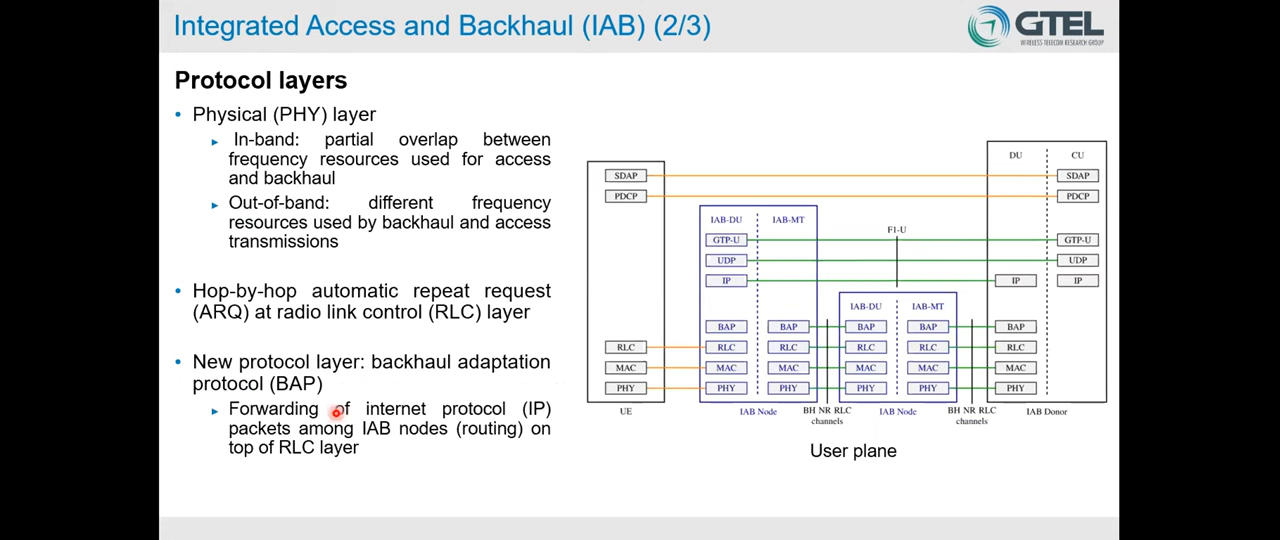 Integrated Access and Backhaul (IAB) (2/3)
GTEL
WIRELESS TELECOM RESEARCH GROUP
Protocol layers
• Physical (PHY) layer
► In-band: partial overlap between
frequency resources used for access
and backhaul
► Out-of-band: different frequency
resources used by backhaul and access
transmissions
• Hop-by-hop automatic repeat request
(ARQ) at radio link control (RLC) layer
• New protocol layer: backhaul adaptation
protocol (BAP)
► Forwarding of internet protocol (IP)
packets among IAB nodes (routing) on
top of RLC layer
DU CU
SDAP SDAP
PDCP PDCP
IAB-DU IAB-MT
F1-U
GTP-U GTP-U
UDP UDP
IP IP IP
IAB-DU IAB-MT
BAP BAP BAP BAP BAP
RLC RLC RLC RLC RLC RLC
MAC MAC MAC MAC MAC MAC
PHY PHY PHY PHY PHY PHY
UE IAB Node BH NR RLC IAB Node BH NR RLC IAB Donor
channels channels
User plane